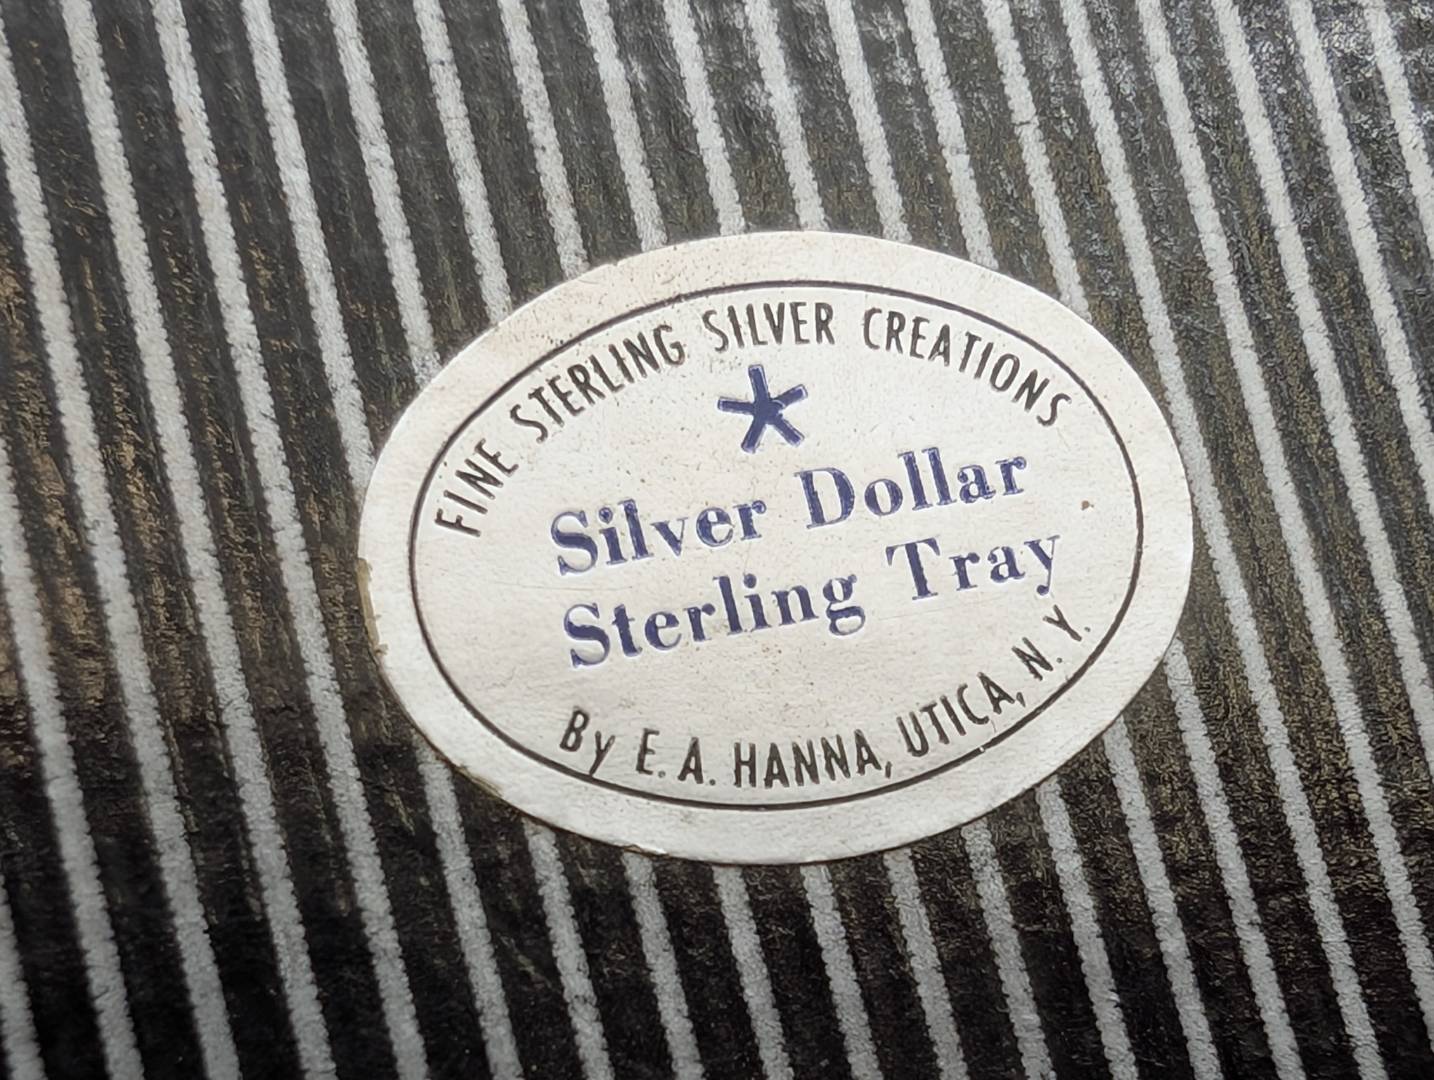 FINE STERLING SILVER CREATIONS
Silver Dollar
Sterling Tray
By E. A. HANNA, UTICA, N. Y.